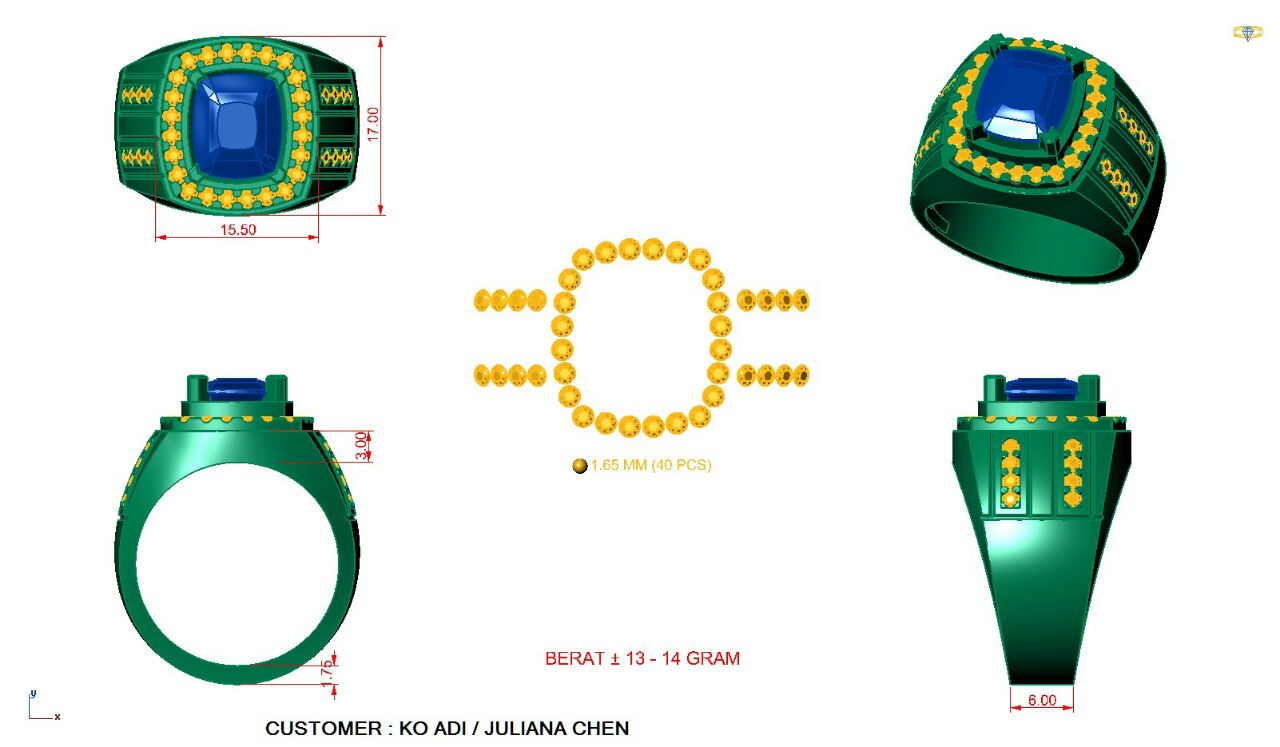 17.00
15.50
1.65 MM (40 PCS)
3.00
1.75
BERAT ± 13 - 14 GRAM
6.00
y
x
CUSTOMER : KO ADI / JULIANA CHEN